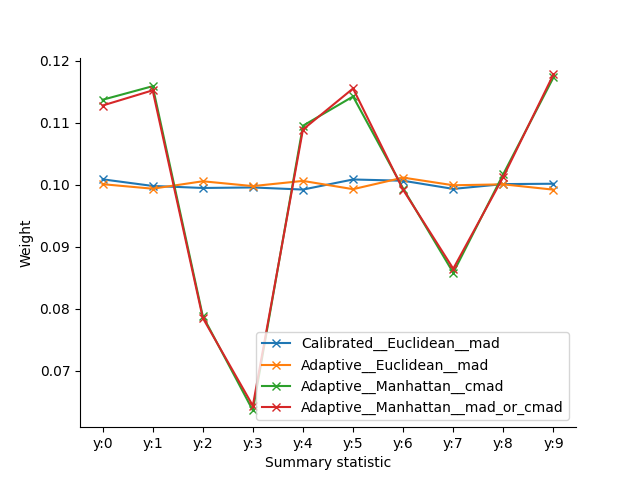 0.12
0.11
0.10
0.09
0.08
0.07
Weight
Calibrated__Euclidean__mad
Adaptive__Euclidean__mad
Adaptive__Manhattan__cmad
Adaptive__Manhattan__mad_or_cmad
y:0 y:1 y:2 y:3 y:4 y:5 y:6 y:7 y:8 y:9
Summary statistic